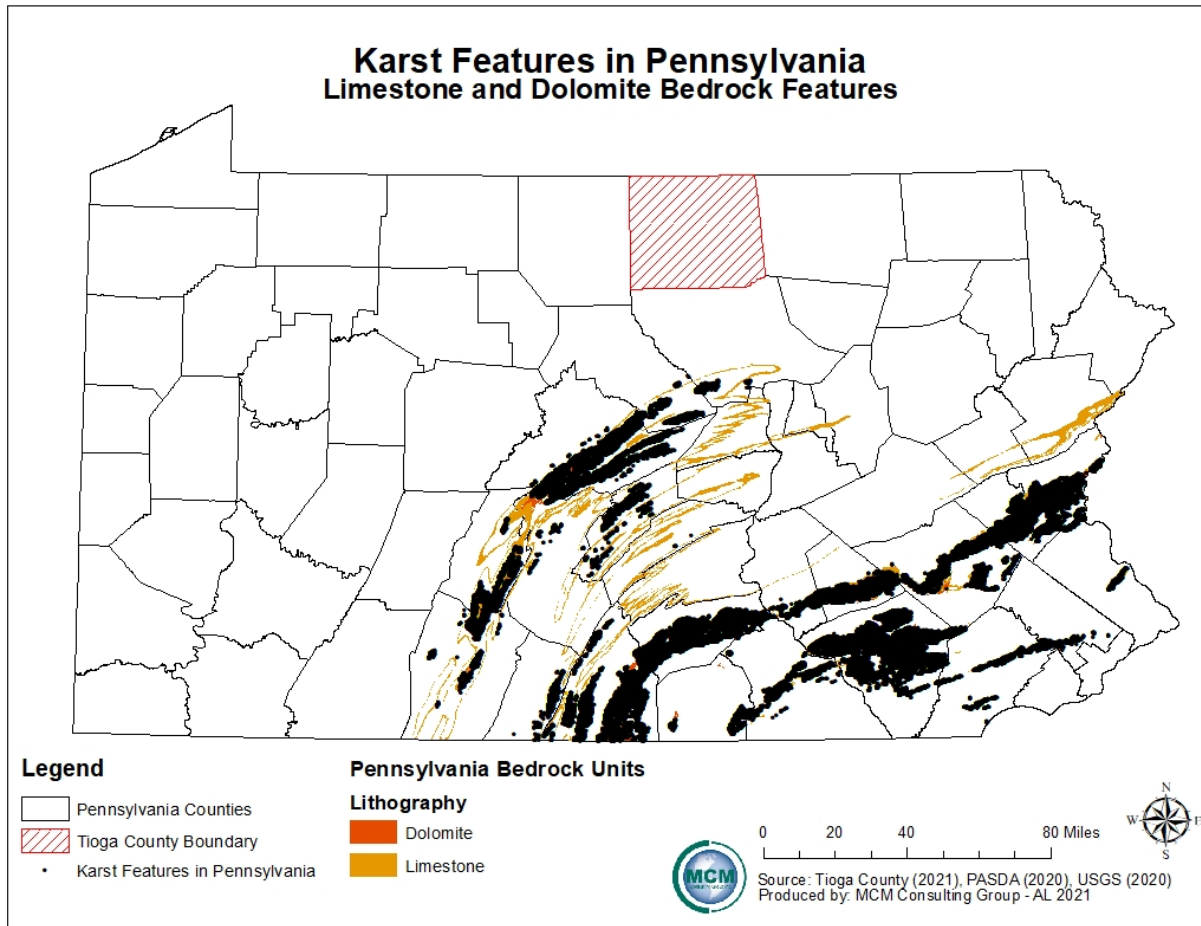 Karst Features in Pennsylvania
Limestone and Dolomite Bedrock Features
Legend
Pennsylvania Counties
Tioga County Boundary
Karst Features in Pennsylvania
Pennsylvania Bedrock Units
Lithography
Dolomite
Limestone
MCM
0 20 40 80 Miles
Source: Tioga County (2021), PASDA (2020), USGS (2020)
Produced by: MCM Consulting Group - AL 2021
N
W E
S